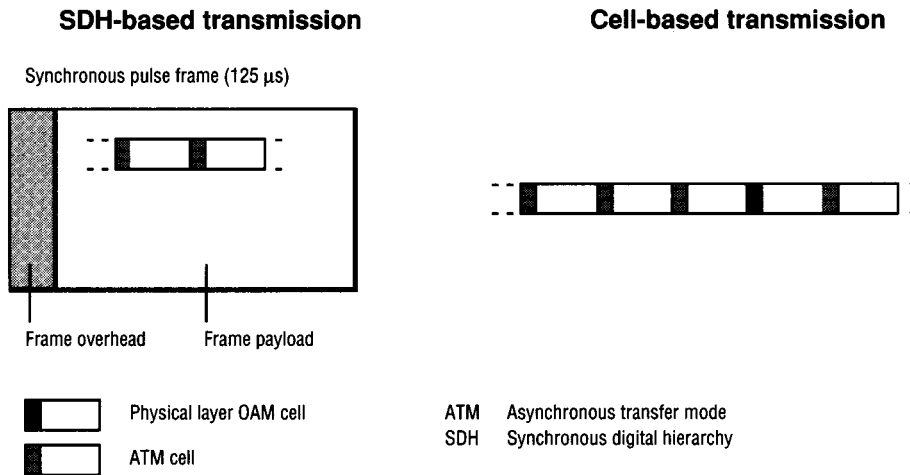 SDH-based transmission
Cell-based transmission
Synchronous pulse frame (125 µs)
Frame overhead
Frame payload
Physical layer OAM cell
ATM cell
ATM Asynchronous transfer mode
SDH Synchronous digital hierarchy